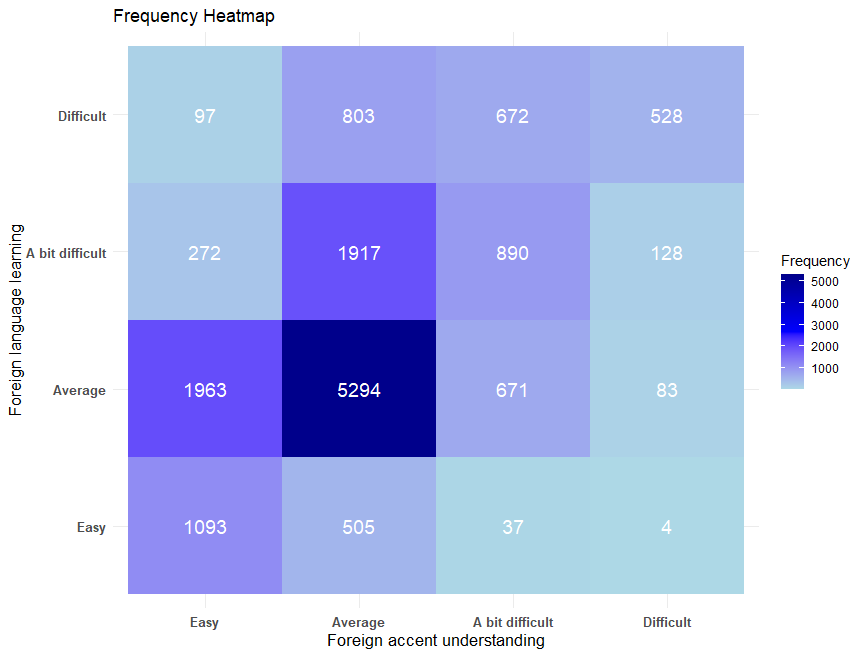 Frequency Heatmap
Difficult
97 803 672 528
A bit difficult
272 1917 890 128
Average
1963 5294 671 83
Easy
1093 505 37 4
Easy Average A bit difficult Difficult
Foreign accent understanding
Foreign language learning
Frequency
5000
4000
3000
2000
1000